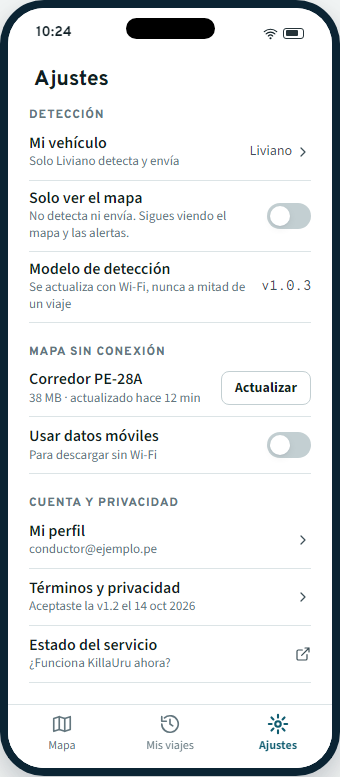 10:24
Ajustes
DETECCIÓN
Mi vehículo
Solo Liviano detecta y envía
Liviano
Solo ver el mapa
No detecta ni envía. Sigues viendo el
mapa y las alertas.
Modelo de detección
Se actualiza con Wi-Fi, nunca a mitad de
un viaje
v1.0.3
MAPA SIN CONEXIÓN
Corredor PE-28A
38 MB · actualizado hace 12 min
Actualizar
Usar datos móviles
Para descargar sin Wi-Fi
CUENTA Y PRIVACIDAD
Mi perfil
conductor@ejemplo.pe
Términos y privacidad
Aceptaste la v1.2 el 14 oct 2026
Estado del servicio
¿Funciona KillaUru ahora?
Mapa
Mis viajes
Ajustes